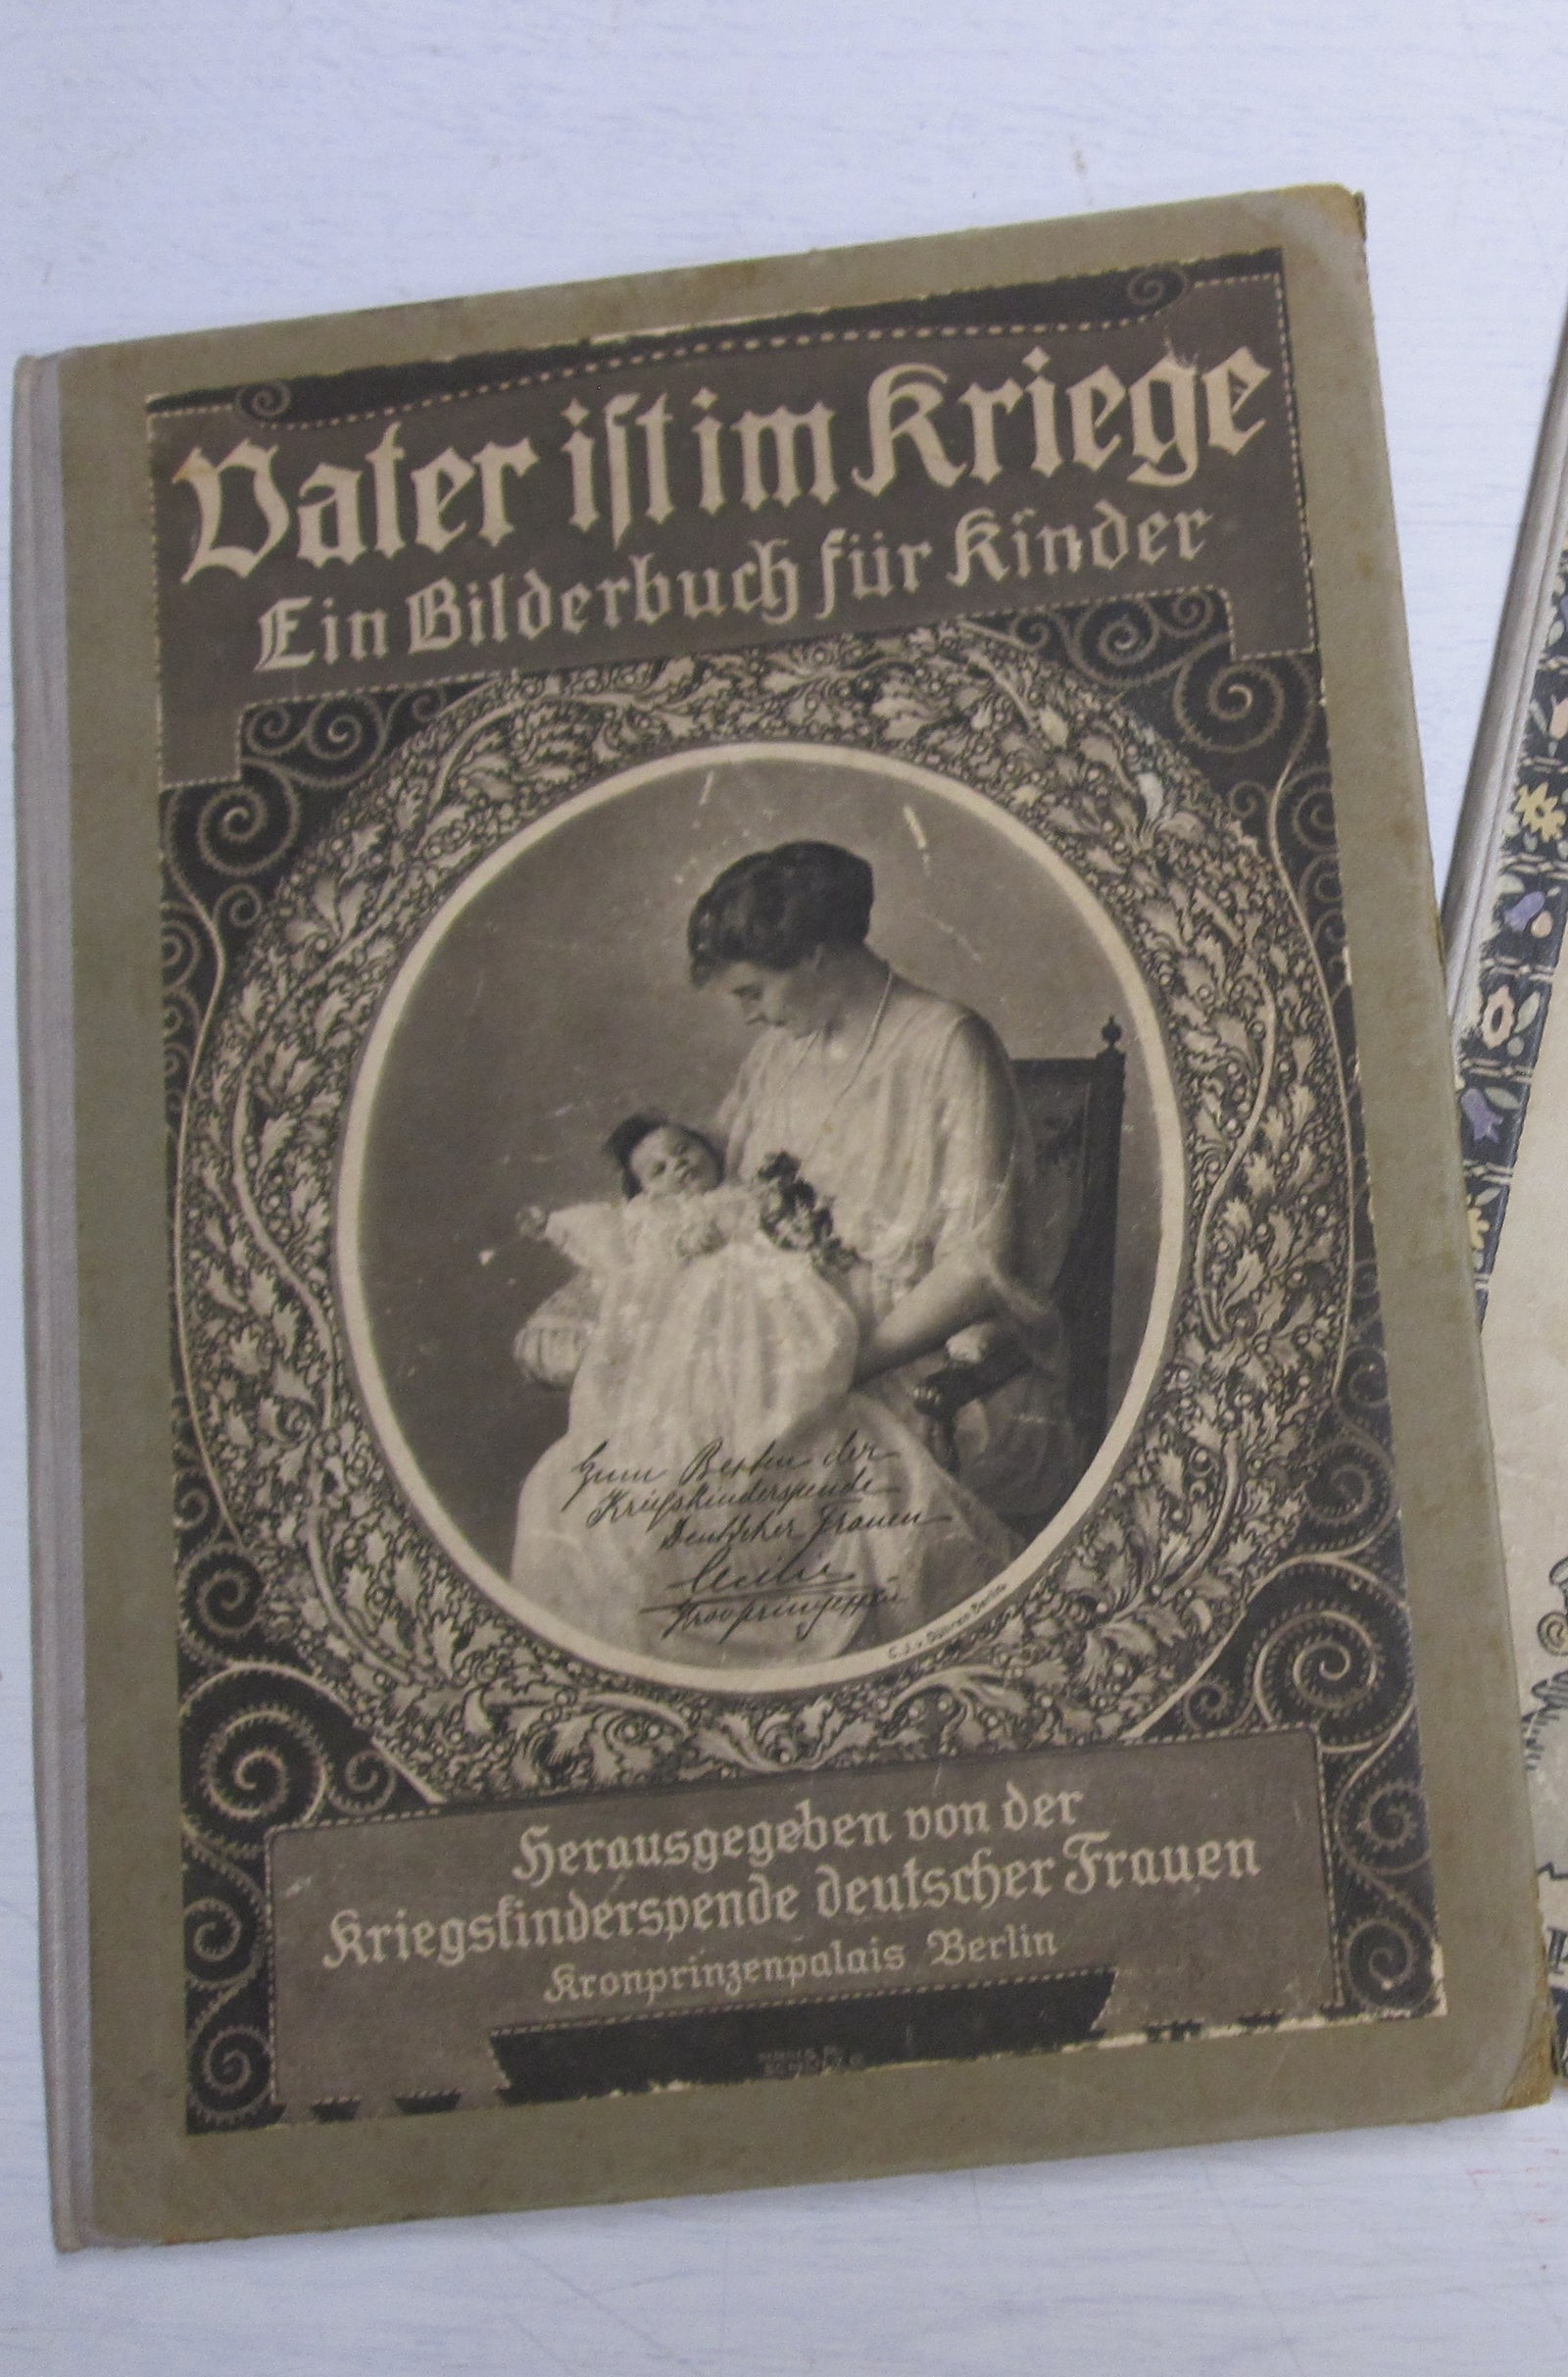 Vater ist im Kriege
Ein Bilderbuch für Kinder
Zum Besten der
Kriegskinderspende
Deutscher Frauen
Cecilie
Kronprinzessin
Herausgegeben von der
Kriegskinderspende deutscher Frauen
Kronprinzenpalais Berlin